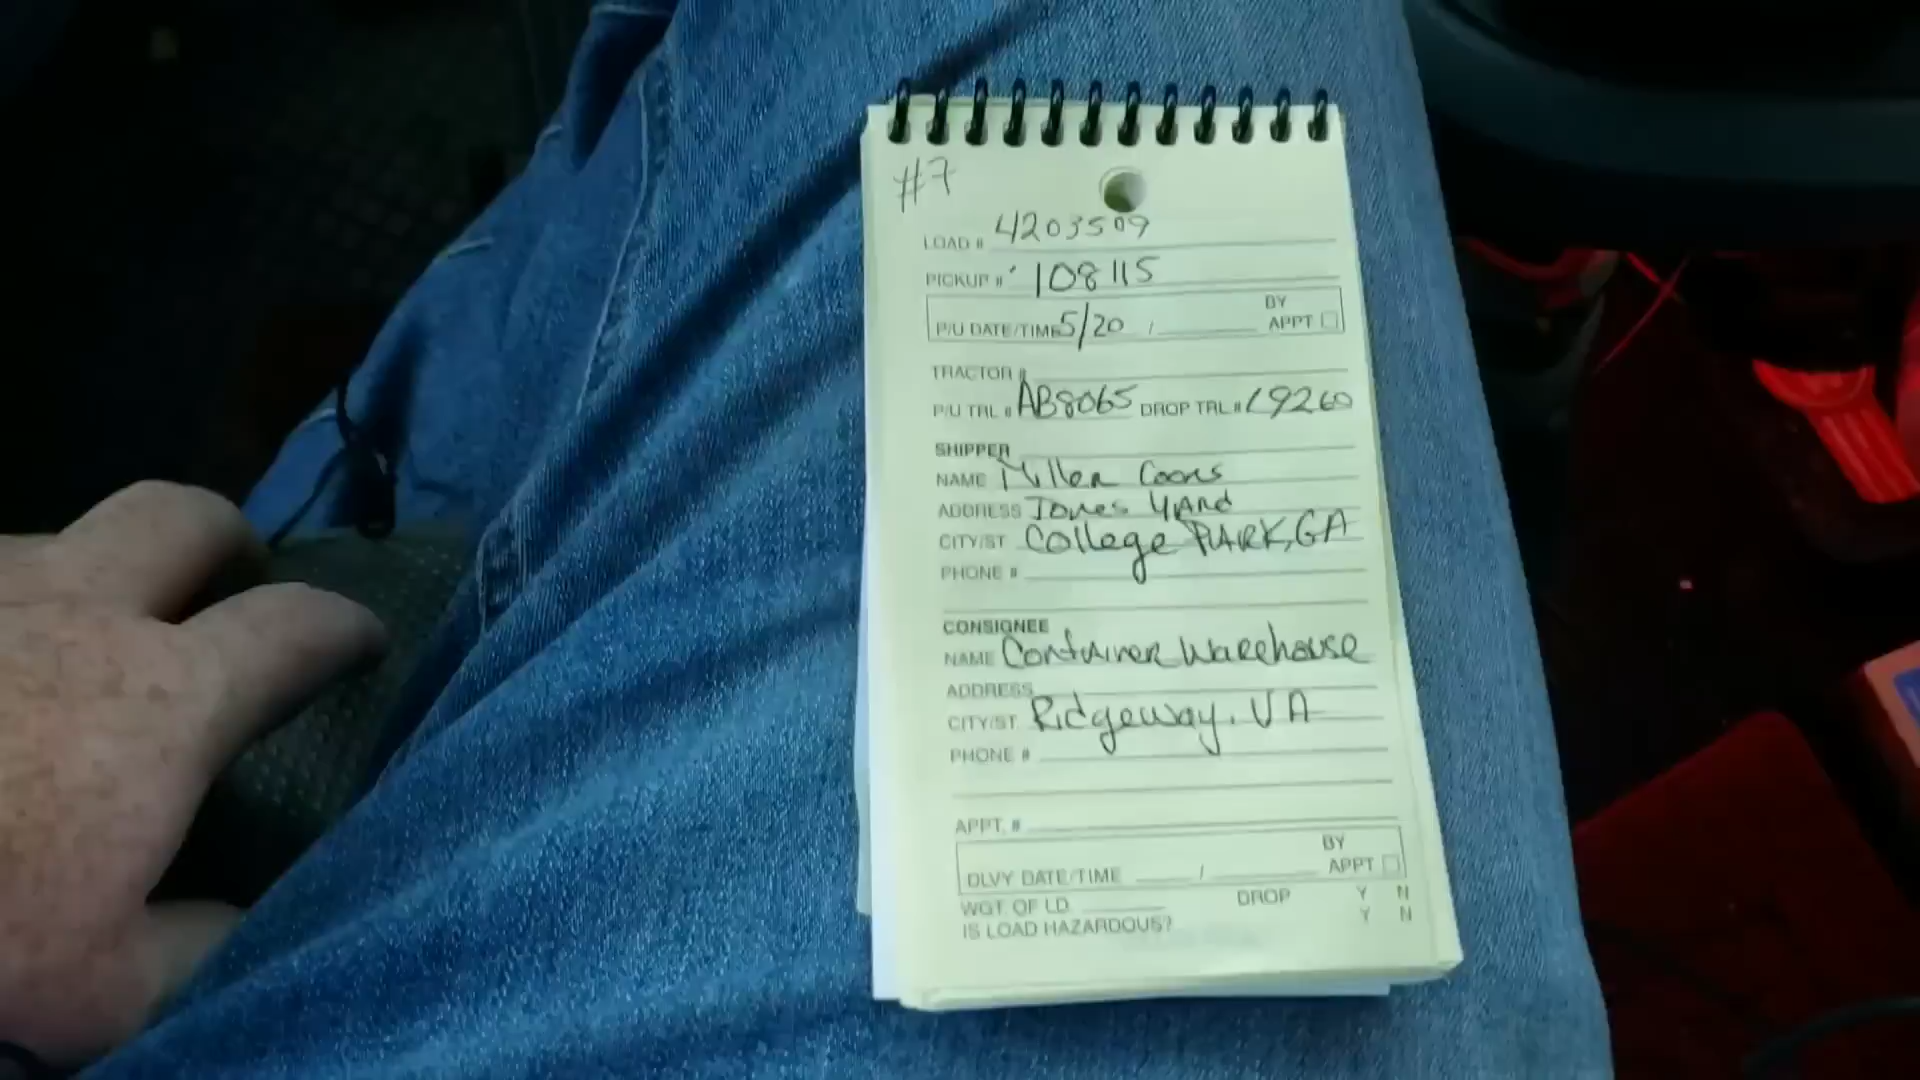 #7
LOAD # 4203509
PICKUP # 108115
BY
P/U DATE/TIME 5/20 / APPT
TRACTOR #
P/U TRL # AB8065 DROP TRL # 19260
SHIPPER
NAME Miller Coors
ADDRESS Jones YARd
CITY/ST. College PARK, GA
PHONE #
CONSIGNEE
NAME Container Warehouse
ADDRESS
CITY/ST. Ridgeway, VA
PHONE #
APPT. #
BY
DLVY DATE/TIME / APPT
WGT. OF LD. DROP Y N
IS LOAD HAZARDOUS? Y N